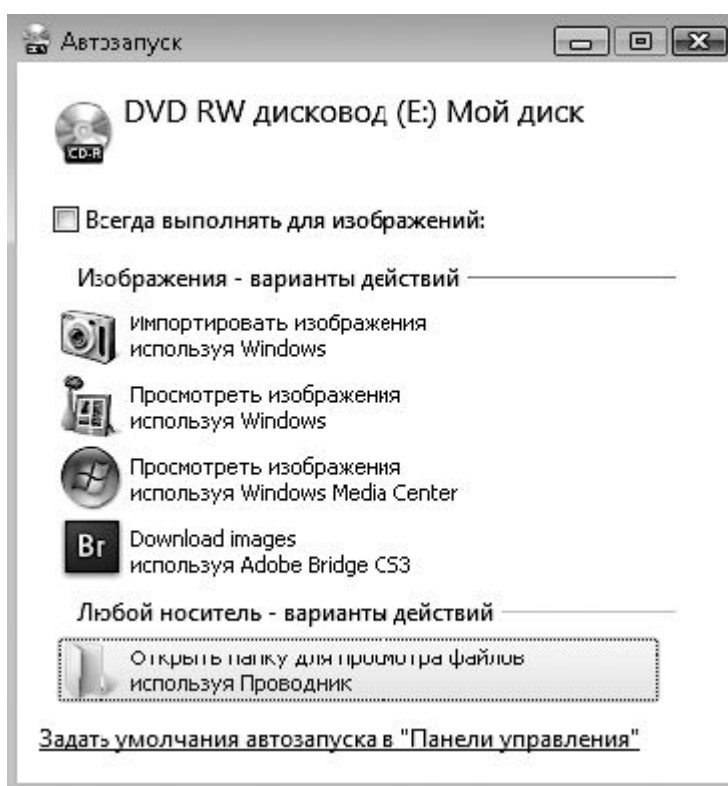 Автозапуск
DVD RW дисковод (E:) Мой диск
CD-R
Всегда выполнять для изображений:
Изображения - варианты действий
Импортировать изображения
используя Windows
Просмотреть изображения
используя Windows
Просмотреть изображения
используя Windows Media Center
Br
Download images
используя Adobe Bridge CS3
Любой носитель - варианты действий
Открыть папку для просмотра файлов
используя Проводник
Задать умолчания автозапуска в "Панели управления"